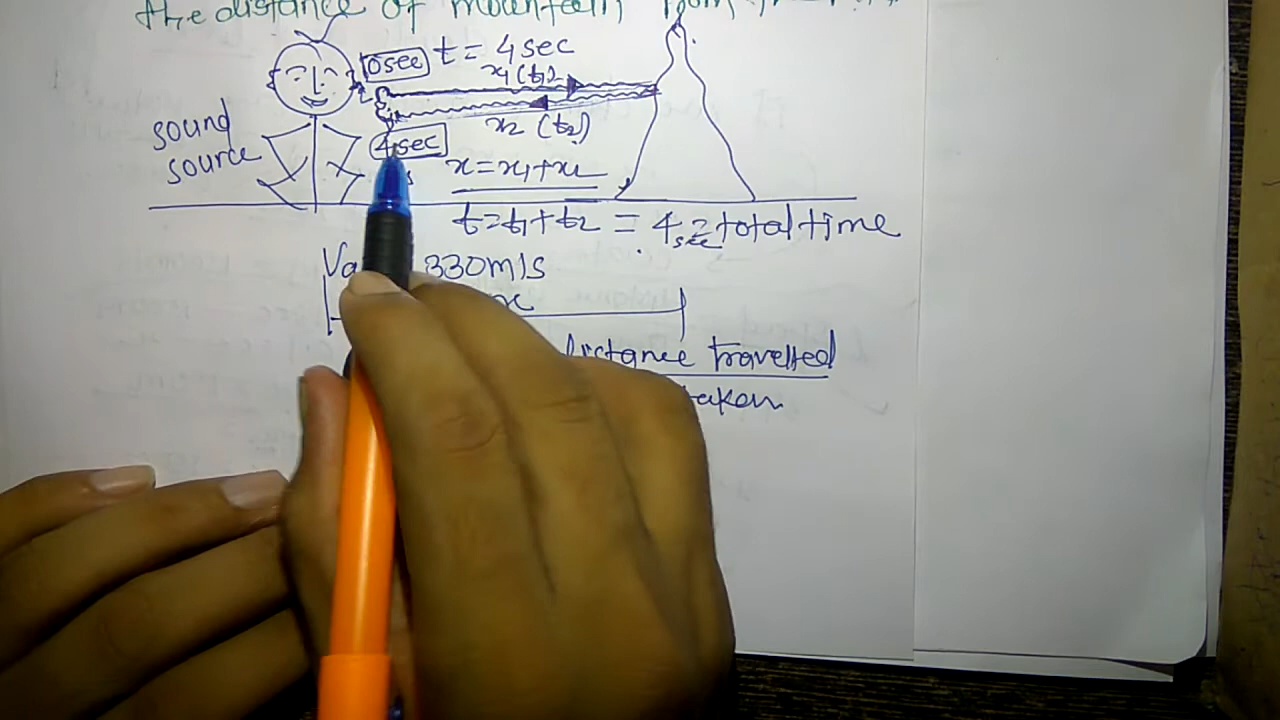 the distance of mountain from
0sec t = 4sec
x1 (t1)
sound
source
x2 (t2)
4sec
x = x1 + x2
t = t1 + t2 = 4sec = total time
330m/s
x
distance travelled
taken